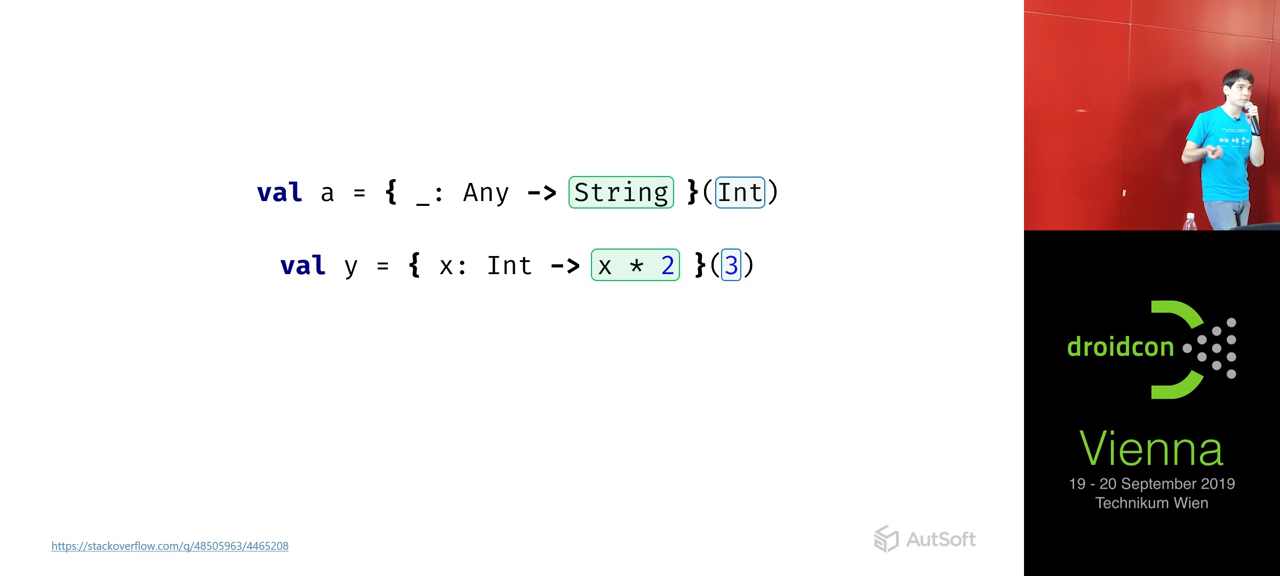 val a = { _: Any -> String }(Int)
val y = { x: Int -> x * 2 }(3)
https://stackoverflow.com/q/48505963/4465208
AutSoft
droidcon
Vienna
19 - 20 September 2019
Technikum Wien